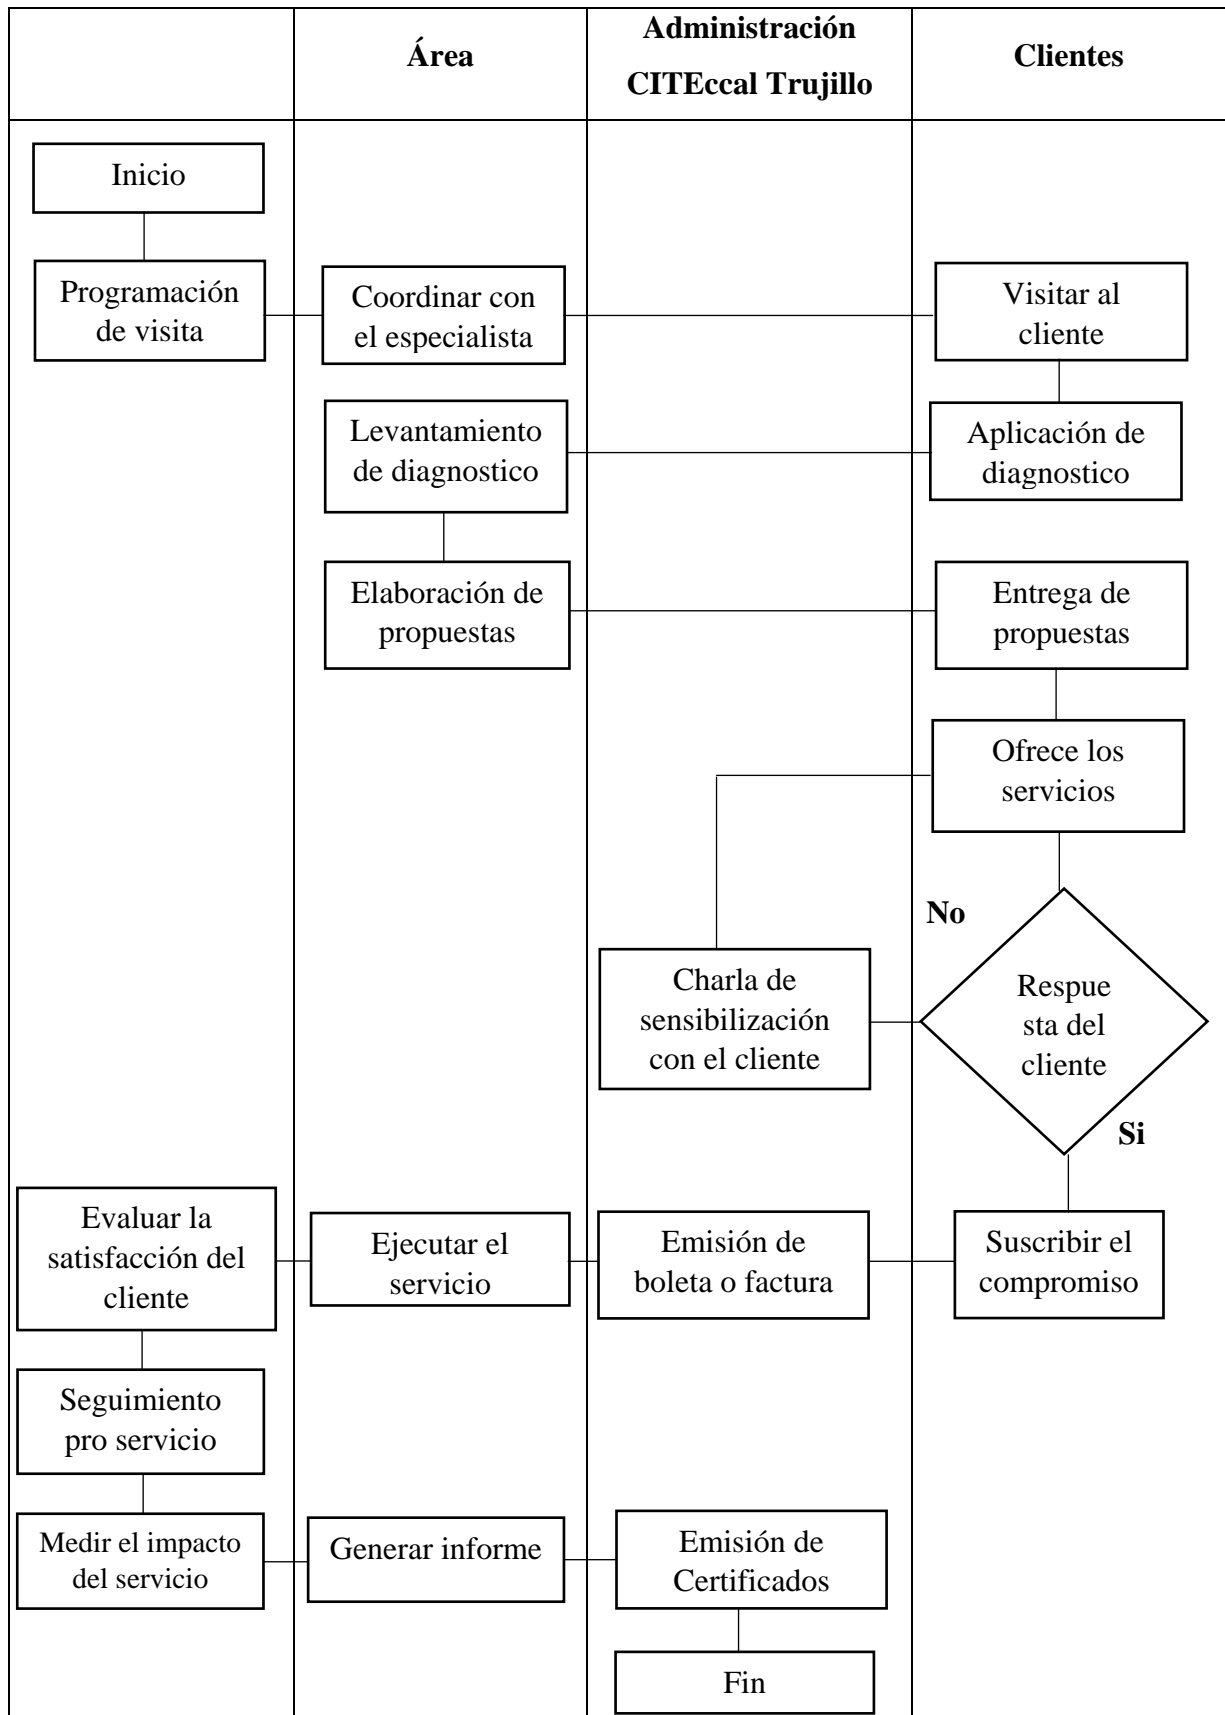 Área
Administración
CITEccal Trujillo
Clientes
Inicio
Programación
de visita
Coordinar con
el especialista
Visitar al
cliente
Levantamiento
de diagnostico
Aplicación de
diagnostico
Elaboración de
propuestas
Entrega de
propuestas
Ofrece los
servicios
No
Charla de
sensibilización
con el cliente
Respue
sta del
cliente
Si
Evaluar la
satisfacción del
cliente
Ejecutar el
servicio
Emisión de
boleta o factura
Suscribir el
compromiso
Seguimiento
pro servicio
Medir el impacto
del servicio
Generar informe
Emisión de
Certificados
Fin